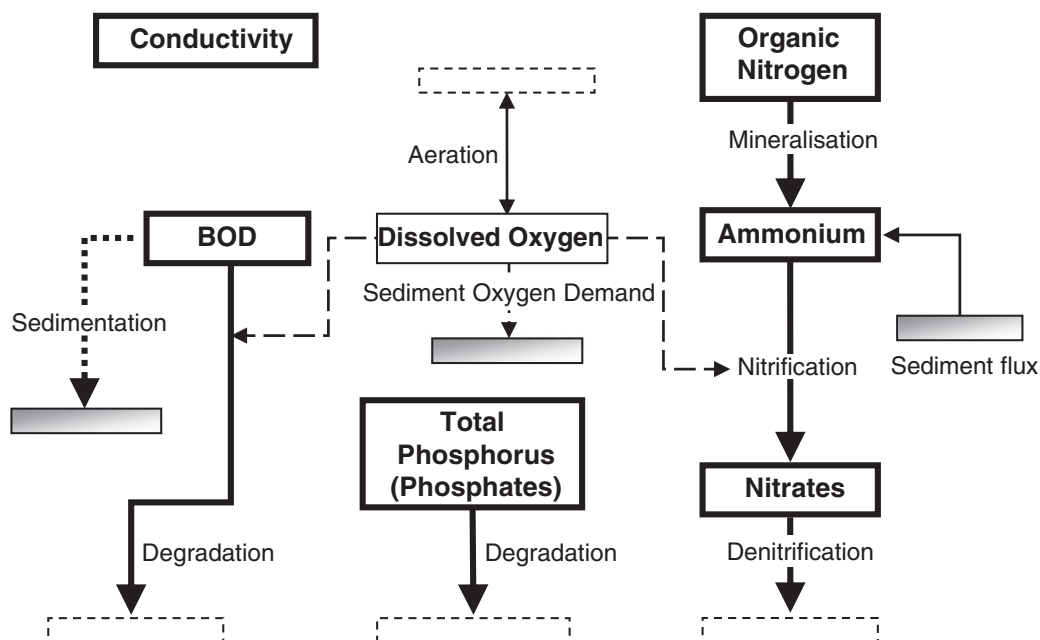 Conductivity
Organic
Nitrogen
Aeration
Mineralisation
BOD
Dissolved Oxygen
Ammonium
Sediment Oxygen Demand
Sedimentation
Nitrification
Sediment flux
Total
Phosphorus
(Phosphates)
Nitrates
Degradation
Degradation
Denitrification